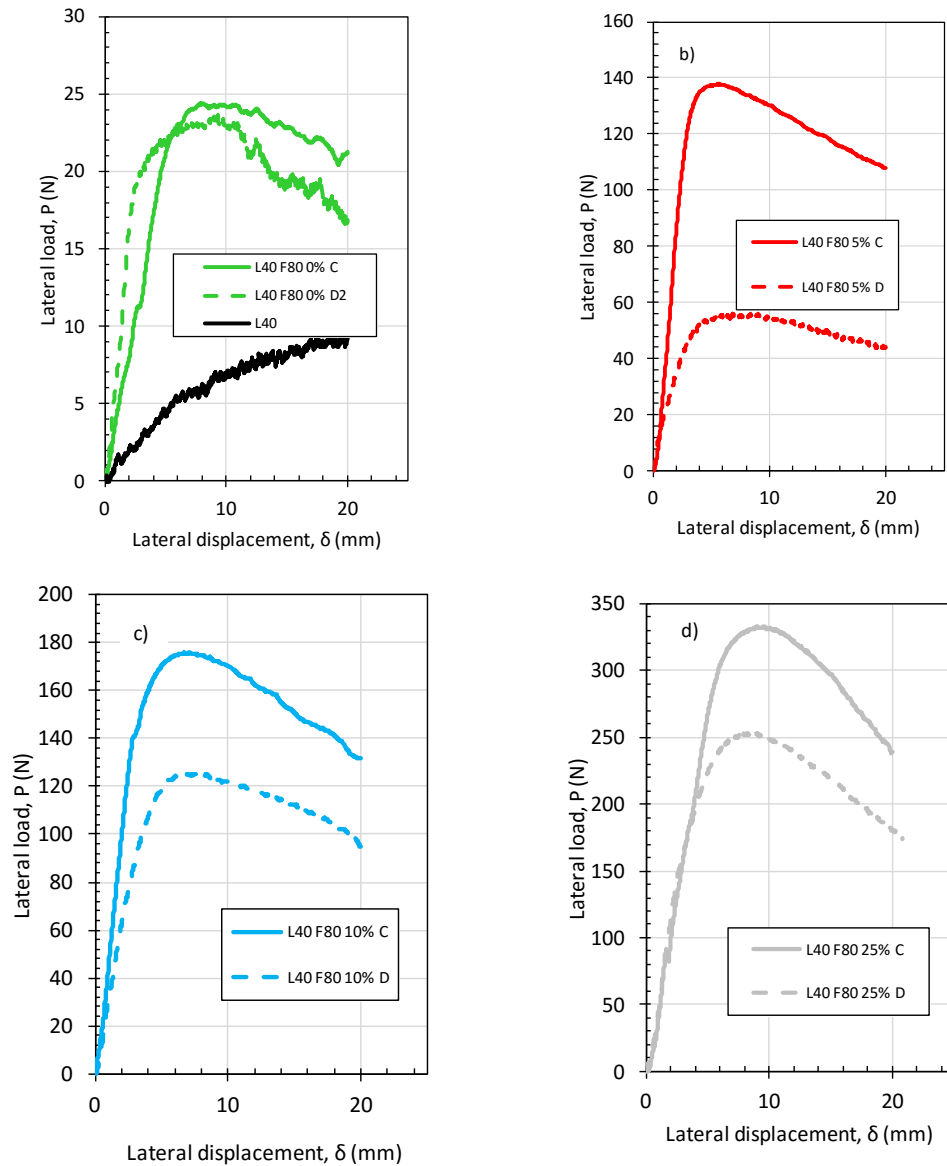 30
25
20
15
10
5
0
Lateral load, P (N)
L40 F80 0% C
L40 F80 0% D2
L40
0 10 20
Lateral displacement, δ (mm)
b)
160
140
120
100
80
60
40
20
0
Lateral load, P (N)
L40 F80 5% C
L40 F80 5% D
0 10 20
Lateral displacement, δ (mm)
c)
200
180
160
140
120
100
80
60
40
20
0
Lateral load, P (N)
L40 F80 10% C
L40 F80 10% D
0 10 20
Lateral displacement, δ (mm)
d)
350
300
250
200
150
100
50
0
Lateral load, P (N)
L40 F80 25% C
L40 F80 25% D
0 10 20
Lateral displacement, δ (mm)